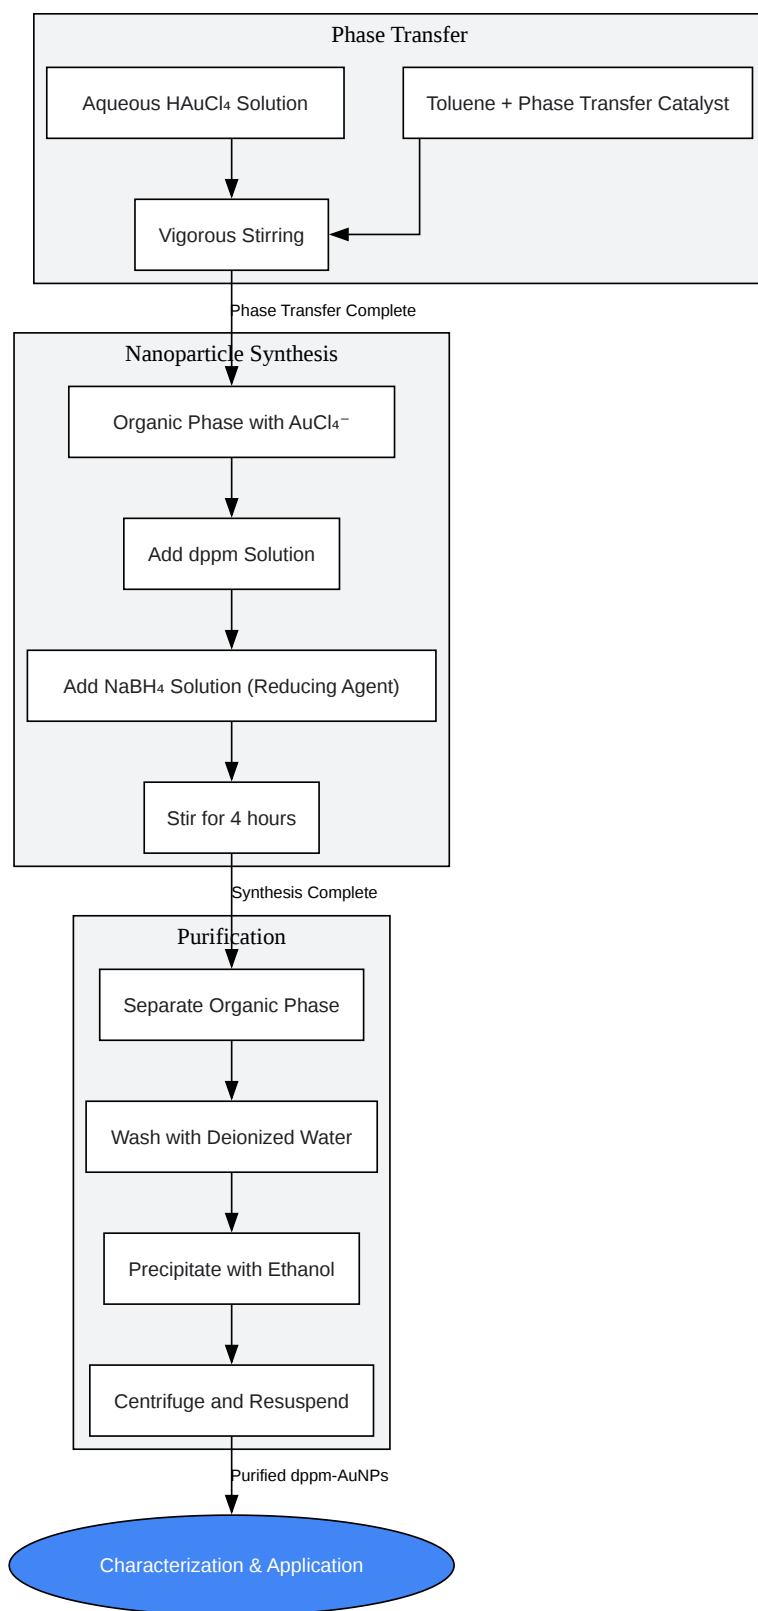 Phase Transfer
Aqueous HAuCl₄ Solution
Toluene + Phase Transfer Catalyst
Vigorous Stirring
Phase Transfer Complete
Nanoparticle Synthesis
Organic Phase with AuCl₄⁻
Add dppm Solution
Add NaBH₄ Solution (Reducing Agent)
Stir for 4 hours
Synthesis Complete
Purification
Separate Organic Phase
Wash with Deionized Water
Precipitate with Ethanol
Centrifuge and Resuspend
Purified dppm-AuNPs
Characterization & Application